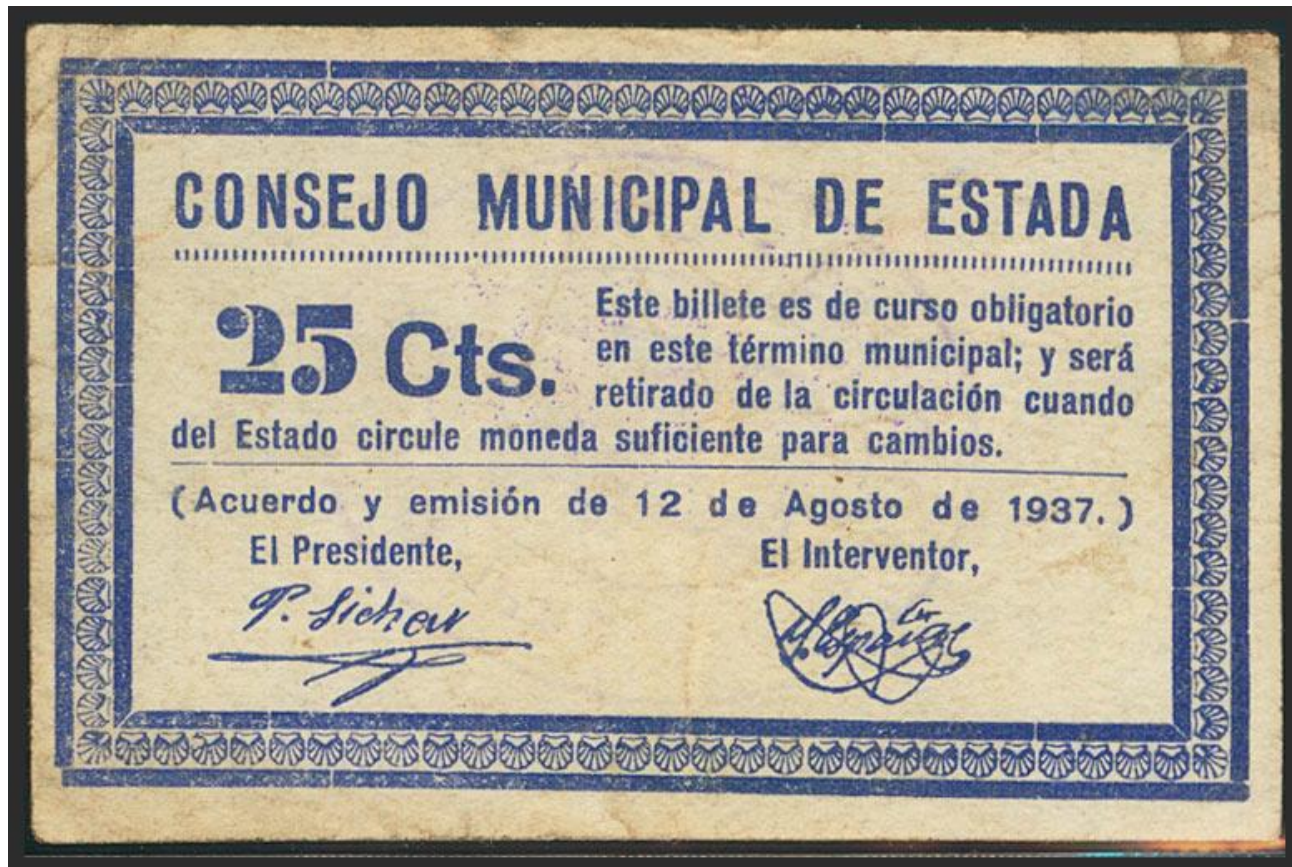 CONSEJO MUNICIPAL DE ESTADA
25 Cts.
Este billete es de curso obligatorio
en este término municipal; y será
retirado de la circulación cuando
del Estado circule moneda suficiente para cambios.
(Acuerdo y emisión de 12 de Agosto de 1937.)
El Presidente,
El Interventor,
P. Sichar